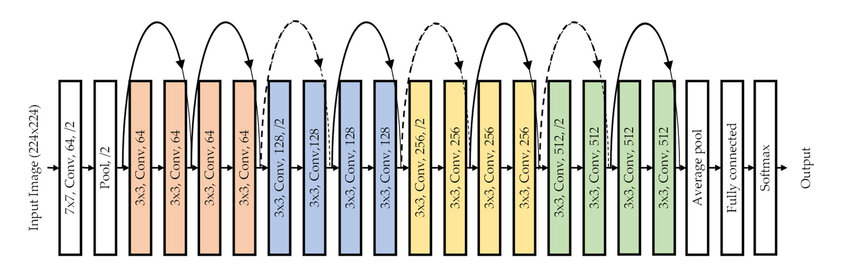 Input Image (224x224)
7x7, Conv, 64, /2
Pool, /2
3x3, Conv, 64
3x3, Conv, 64
3x3, Conv, 64
3x3, Conv, 64
3x3, Conv, 128, /2
3x3, Conv,128
3x3, Conv, 128
3x3, Conv, 128
3x3, Conv, 256, /2
3x3, Conv, 256
3x3, Conv, 256
3x3, Conv, 256
3x3, Conv, 512, /2
3x3, Conv, 512
3x3, Conv, 512
3x3, Conv, 512
Average pool
Fully connected
Softmax
Output